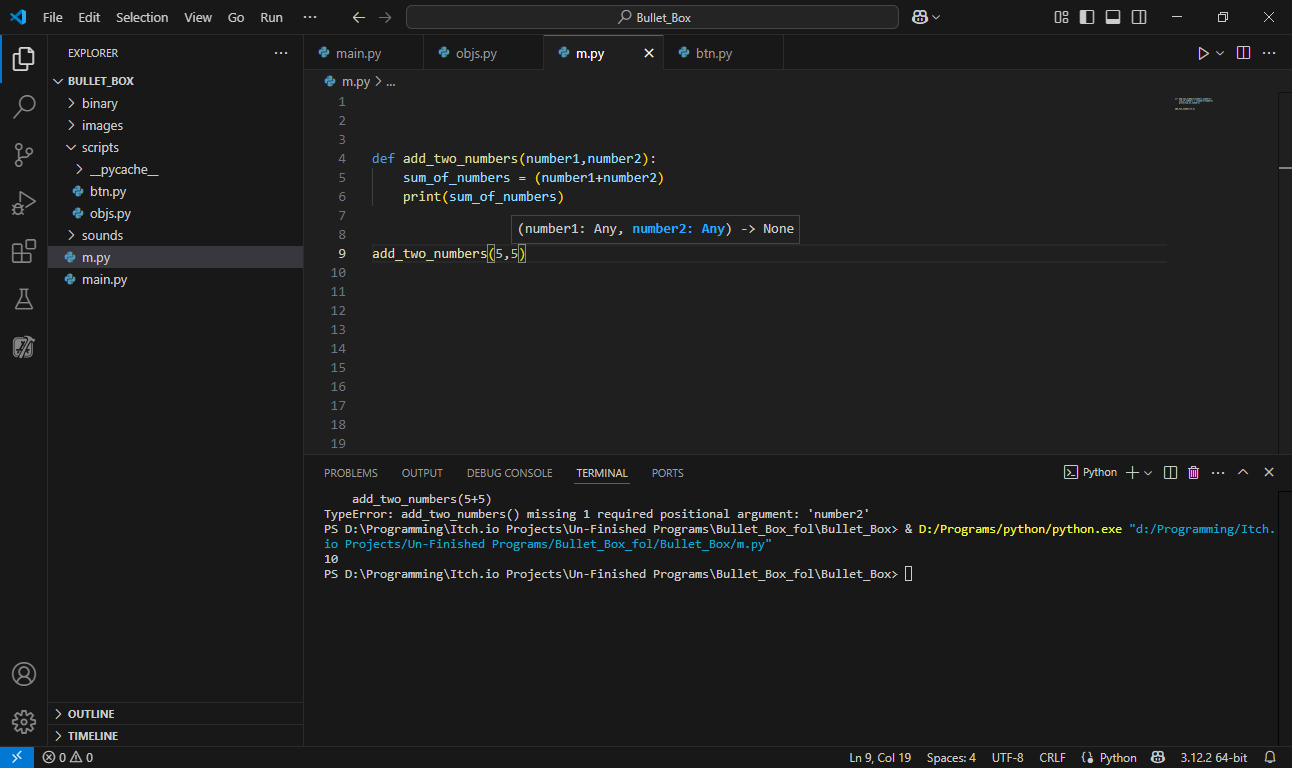 File Edit Selection View Go Run ··· Bullet_Box
EXPLORER ···
BULLET_BOX
binary
images
scripts
__pycache__
btn.py
objs.py
sounds
m.py
main.py
OUTLINE
TIMELINE
main.py objs.py m.py btn.py
m.py > ...
1
2
3
4 def add_two_numbers(number1,number2):
5 sum_of_numbers = (number1+number2)
6 print(sum_of_numbers)
7
8 (number1: Any, number2: Any) -> None
9 add_two_numbers(5,5)
10
11
12
13
14
15
16
17
18
19
PROBLEMS OUTPUT DEBUG CONSOLE TERMINAL PORTS Python
add_two_numbers(5+5)
TypeError: add_two_numbers() missing 1 required positional argument: 'number2'
PS D:\Programming\Itch.io Projects\Un-Finished Programs\Bullet_Box_fol\Bullet_Box> & D:/Programs/python/python.exe "d:/Programming/Itch.
io Projects/Un-Finished Programs/Bullet_Box_fol/Bullet_Box/m.py"
10
PS D:\Programming\Itch.io Projects\Un-Finished Programs\Bullet_Box_fol\Bullet_Box>
0 0 Ln 9, Col 19 Spaces: 4 UTF-8 CRLF Python 3.12.2 64-bit